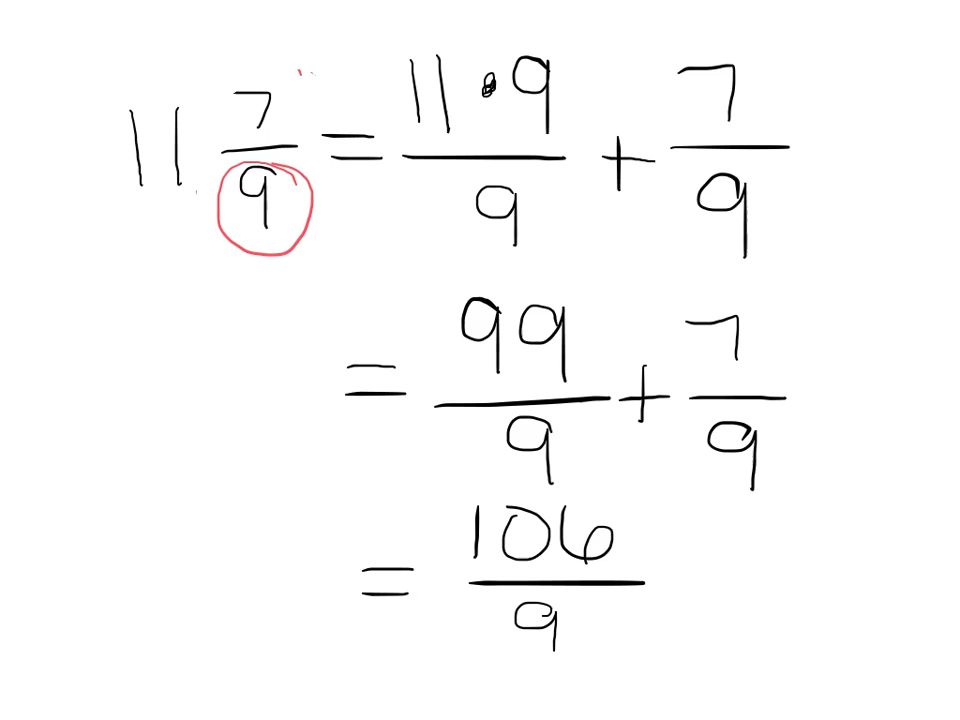 11 7/9 = 11·9/9 + 7/9
= 99/9 + 7/9
= 106/9